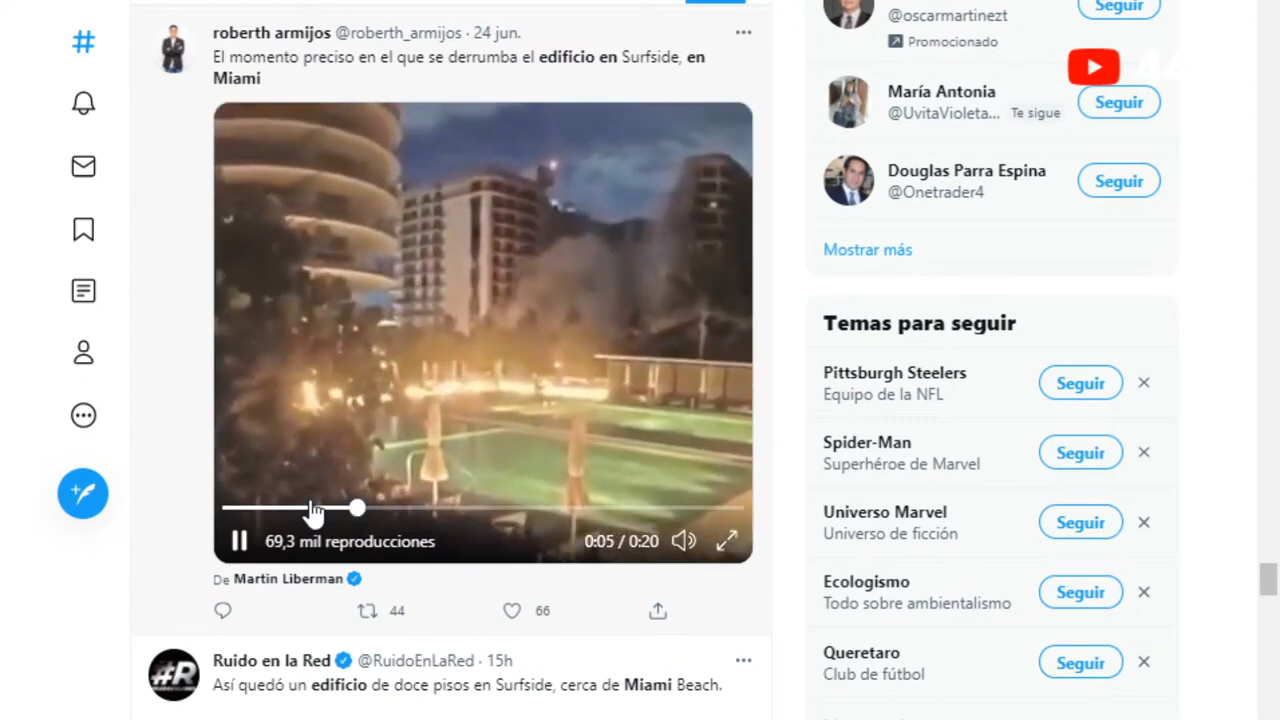 roberth armijos @roberth_armijos · 24 jun.
El momento preciso en el que se derrumba el edificio en Surfside, en
Miami
69,3 mil reproducciones
0:05 / 0:20
De Martin Liberman
44
66
Ruido en la Red @RuidoEnLaRed · 15h
Así quedó un edificio de doce pisos en Surfside, cerca de Miami Beach.
#R
@oscarmartinezt
Seguir
Promocionado
María Antonia
@UvitaVioleta... Te sigue
Seguir
Douglas Parra Espina
@Onetrader4
Seguir
Mostrar más
Temas para seguir
Pittsburgh Steelers
Equipo de la NFL
Seguir
Spider-Man
Superhéroe de Marvel
Seguir
Universo Marvel
Universo de ficción
Seguir
Ecologismo
Todo sobre ambientalismo
Seguir
Queretaro
Club de fútbol
Seguir